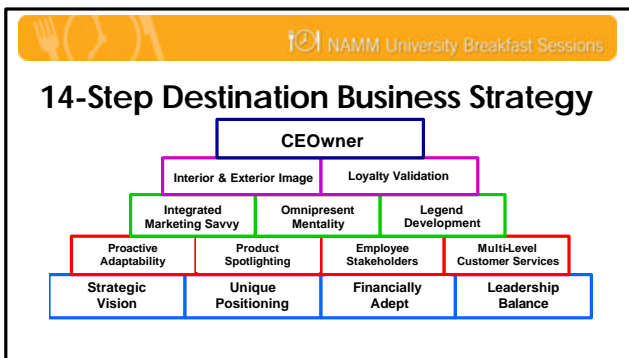 NAMM University Breakfast Sessions
14-Step Destination Business Strategy
CEOwner
Interior & Exterior Image
Loyalty Validation
Integrated
Marketing Savvy
Omnipresent
Mentality
Legend
Development
Proactive
Adaptability
Product
Spotlighting
Employee
Stakeholders
Multi-Level
Customer Services
Strategic
Vision
Unique
Positioning
Financially
Adept
Leadership
Balance